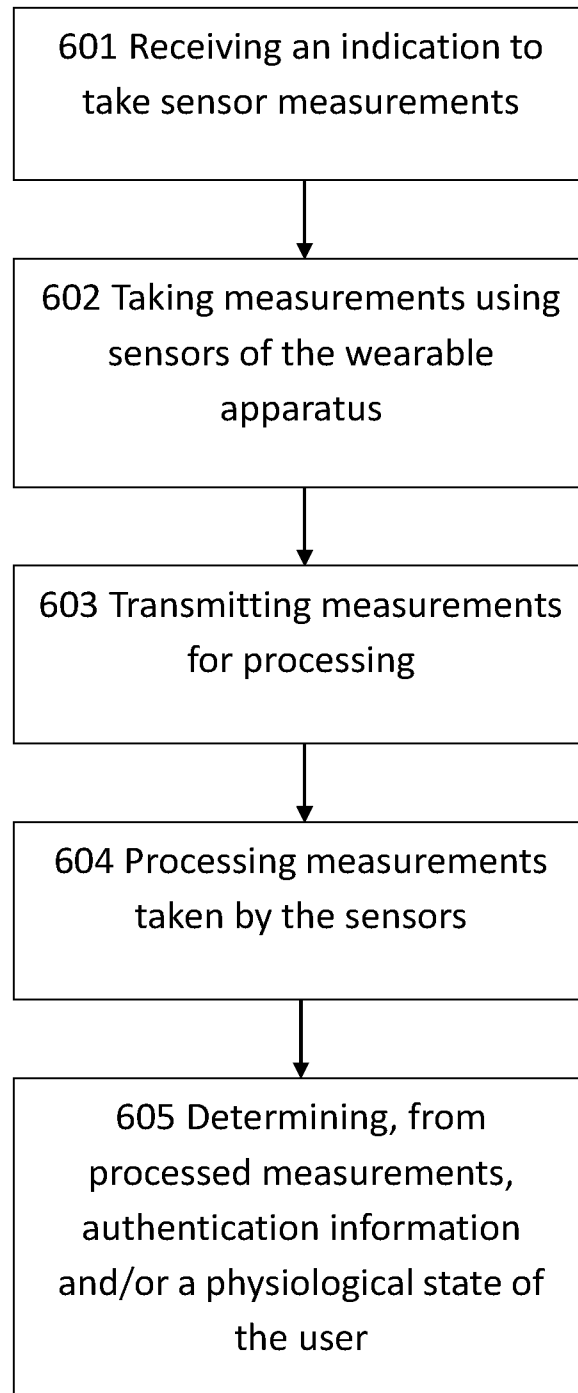 601 Receiving an indication to
take sensor measurements
602 Taking measurements using
sensors of the wearable
apparatus
603 Transmitting measurements
for processing
604 Processing measurements
taken by the sensors
605 Determining, from
processed measurements,
authentication information
and/or a physiological state of
the user